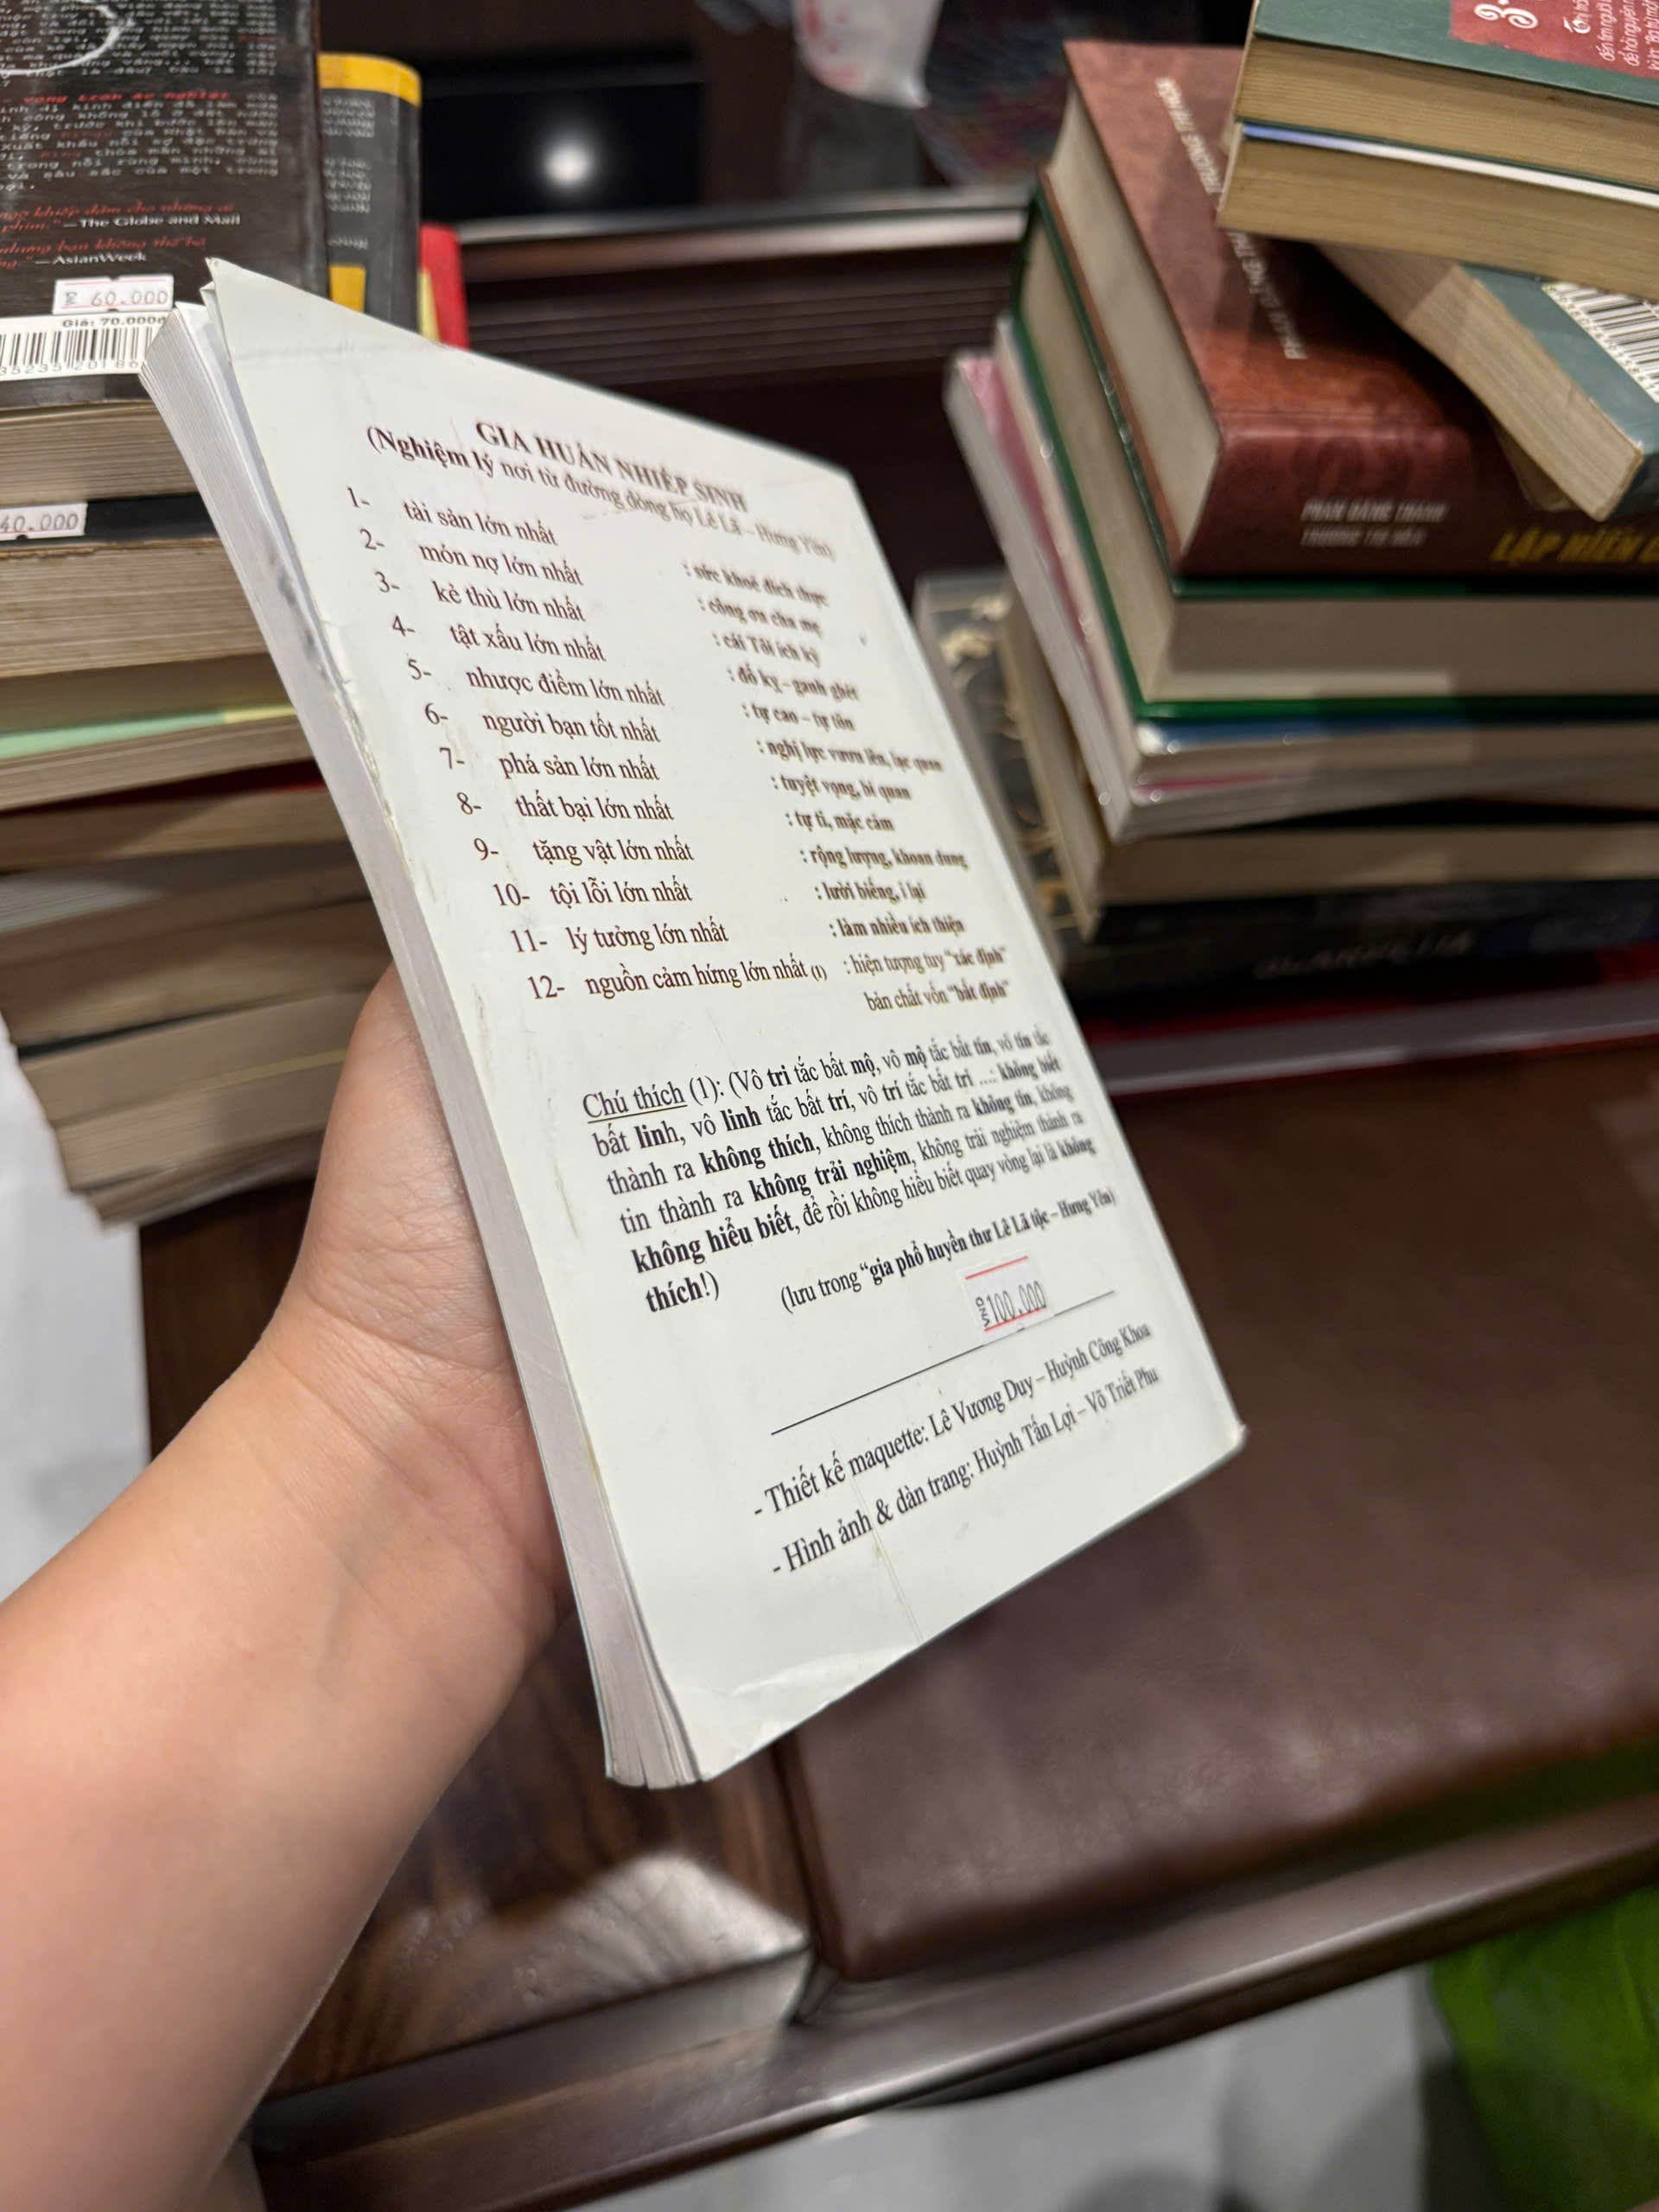 GIA HUẤN NHIẾP SINH
(Nghiệm lý nơi từ đường dòng họ Lê Lã – Hưng Yên)
1- tài sản lớn nhất : sức khoẻ đích thực
2- món nợ lớn nhất : công ơn cha mẹ
3- kẻ thù lớn nhất : cái Tôi ích kỷ
4- tật xấu lớn nhất : đố kỵ – ganh ghét
5- nhược điểm lớn nhất : tự cao – tự tôn
6- người bạn tốt nhất : nghị lực vươn lên, lạc quan
7- phá sản lớn nhất : tuyệt vọng, bi quan
8- thất bại lớn nhất : tự ti, mặc cảm
9- tặng vật lớn nhất : rộng lượng, khoan dung
10- tội lỗi lớn nhất : lười biếng, ỉ lại
11- lý tưởng lớn nhất : làm nhiều ích thiện
12- nguồn cảm hứng lớn nhất (1) : hiện tượng tuy "xác định"
bản chất vốn "bất định"
Chú thích (1): (Vô tri tắc bất mộ, vô mộ tắc bất tín, vô tín tắc
bất linh, vô linh tắc bất trí, vô trí tắc bất tri ...: không biết
thành ra không thích, không thích thành ra không tin, không
tin thành ra không trải nghiệm, không trải nghiệm thành ra
không hiểu biết, để rồi không hiểu biết quay vòng lại là không
thích!)
(lưu trong "gia phổ huyền thư Lê Lã tộc – Hưng Yên)
VND 100.000
- Thiết kế maquette: Lê Vương Duy – Huỳnh Công Khoa
- Hình ảnh & dàn trang: Huỳnh Tấn Lợi – Võ Triết Phu
—The Globe and Mail
—AsianWeek
60.000
Giá: 70.000đ
40.000
PHAN ĐĂNG THANH
TRƯƠNG THỊ HÒA
LẬP HIẾN